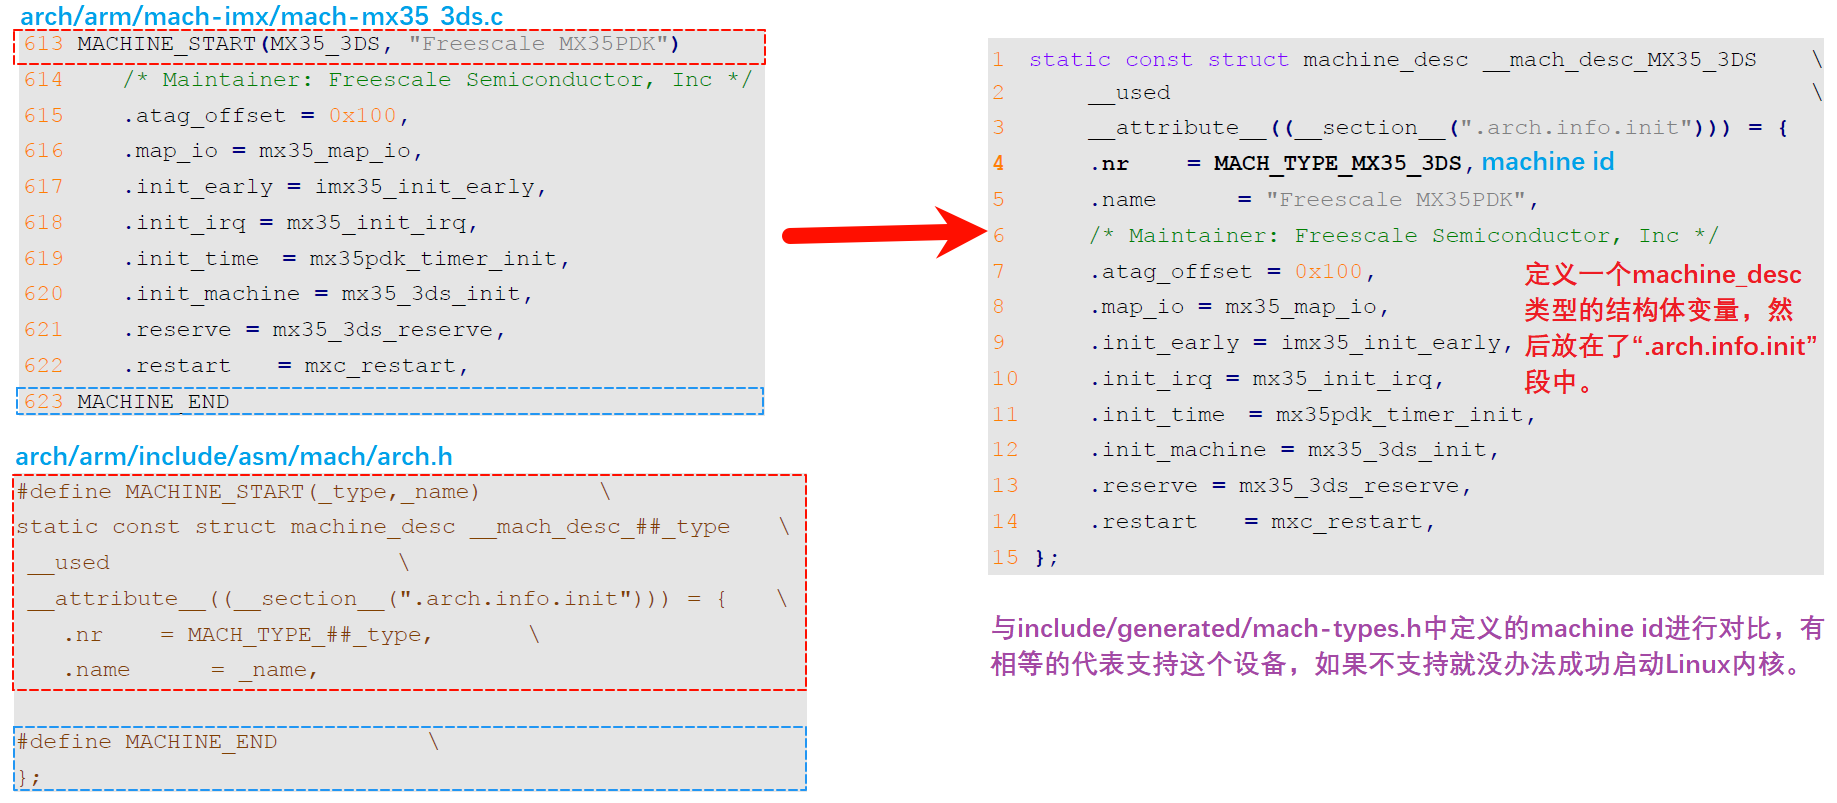 arch/arm/mach-imx/mach-mx35_3ds.c
613 MACHINE_START(MX35_3DS, "Freescale MX35PDK")
614 /* Maintainer: Freescale Semiconductor, Inc */
615 .atag_offset = 0x100,
616 .map_io = mx35_map_io,
617 .init_early = imx35_init_early,
618 .init_irq = mx35_init_irq,
619 .init_time = mx35pdk_timer_init,
620 .init_machine = mx35_3ds_init,
621 .reserve = mx35_3ds_reserve,
622 .restart = mxc_restart,
623 MACHINE_END
arch/arm/include/asm/mach/arch.h
#define MACHINE_START(_type,_name) \
static const struct machine_desc __mach_desc_##_type \
__used \
__attribute__((__section__(".arch.info.init"))) = { \
.nr = MACH_TYPE_##_type, \
.name = _name,
#define MACHINE_END \
};
1 static const struct machine_desc __mach_desc_MX35_3DS \
2 __used \
3 __attribute__((__section__(".arch.info.init"))) = {
4 .nr = MACH_TYPE_MX35_3DS, machine id
5 .name = "Freescale MX35PDK",
6 /* Maintainer: Freescale Semiconductor, Inc */
7 .atag_offset = 0x100,
8 .map_io = mx35_map_io,
9 .init_early = imx35_init_early,
10 .init_irq = mx35_init_irq,
11 .init_time = mx35pdk_timer_init,
12 .init_machine = mx35_3ds_init,
13 .reserve = mx35_3ds_reserve,
14 .restart = mxc_restart,
15 };
定义一个machine_desc
类型的结构体变量，然
后放在了“.arch.info.init”
段中。
与include/generated/mach-types.h中定义的machine id进行对比，有
相等的代表支持这个设备，如果不支持就没办法成功启动Linux内核。